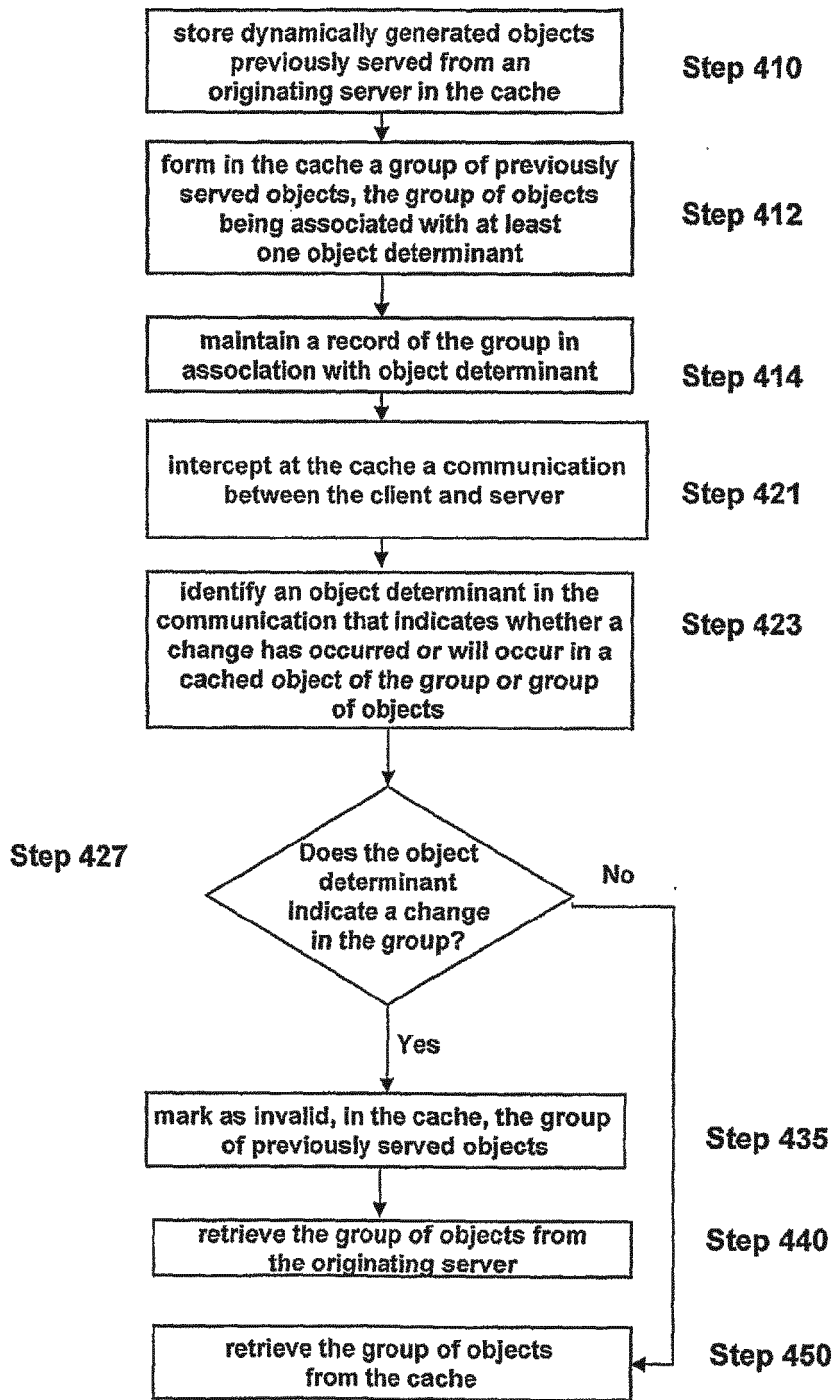 store dynamically generated objects
previously served from an
originating server in the cache
Step 410
form in the cache a group of previously
served objects, the group of objects
being associated with at least
one object determinant
Step 412
maintain a record of the group in
association with object determinant
Step 414
intercept at the cache a communication
between the client and server
Step 421
identify an object determinant in the
communication that indicates whether a
change has occurred or will occur in a
cached object of the group or group
of objects
Step 423
Step 427
Does the object
determinant
indicate a change
in the group?
No
Yes
mark as invalid, in the cache, the group
of previously served objects
Step 435
retrieve the group of objects from
the originating server
Step 440
retrieve the group of objects
from the cache
Step 450